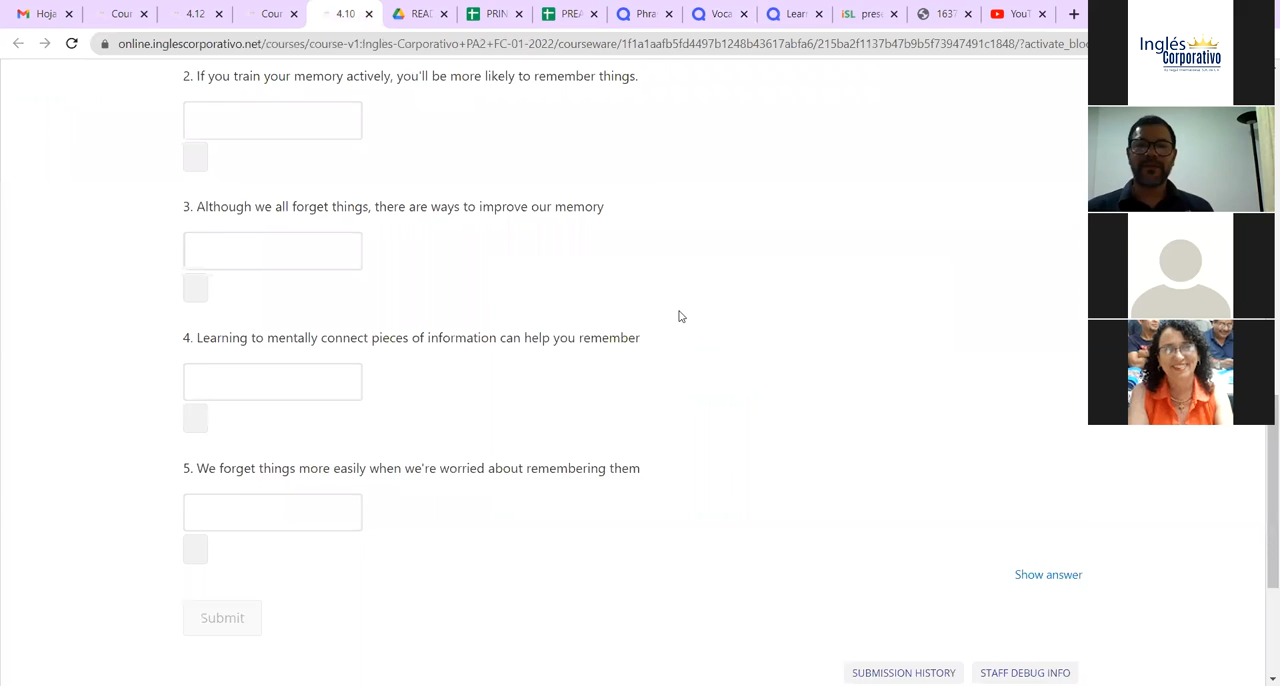 Hoja
Cour
4.12
Cour
4.10
READ
PRIN
PREA
Phra
Voca
Learn
iSL prese
1637
YouT
online.inglescorporativo.net/courses/course-v1:Ingles-Corporativo+PA2+FC-01-2022/courseware/1f1a1aafb5fd4497b1248b43617abfa6/215ba2f1137b47b9b5f73947491c1848/?activate_blo
Inglés
Corporativo
2. If you train your memory actively, you'll be more likely to remember things.
3. Although we all forget things, there are ways to improve our memory
4. Learning to mentally connect pieces of information can help you remember
5. We forget things more easily when we're worried about remembering them
Show answer
Submit
SUBMISSION HISTORY
STAFF DEBUG INFO